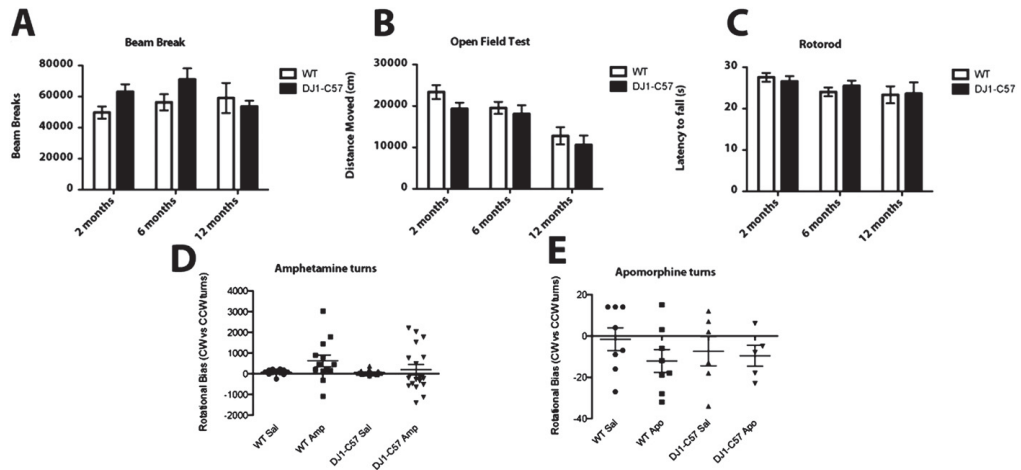 A
Beam Break
Beam Breaks
80000
60000
40000
20000
0
2 months
6 months
12 months
WT
DJ1-C57
B
Open Field Test
Distance Moved (cm)
30000
20000
10000
0
2 months
6 months
12 months
WT
DJ1-C57
C
Rotorod
Latency to fall (s)
30
20
10
0
2 months
6 months
12 months
WT
DJ1-C57
D
Amphetamine turns
Rotational Bias (CW vs CCW turns)
4000
3000
2000
1000
0
-1000
-2000
WT Sal
WT Amp
DJ1-C57 Sal
DJ1-C57 Amp
E
Apomorphine turns
Rotational Bias (CW vs CCW turns)
20
0
-20
-40
WT Sal
WT Apo
DJ1-C57 Sal
DJ1-C57 Apo